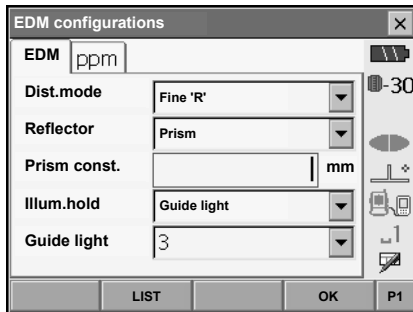 EDM configurations
EDM ppm
Dist.mode Fine 'R'
-30
Reflector Prism
Prism const. mm
Illum.hold Guide light
Guide light 3
1
LIST OK P1